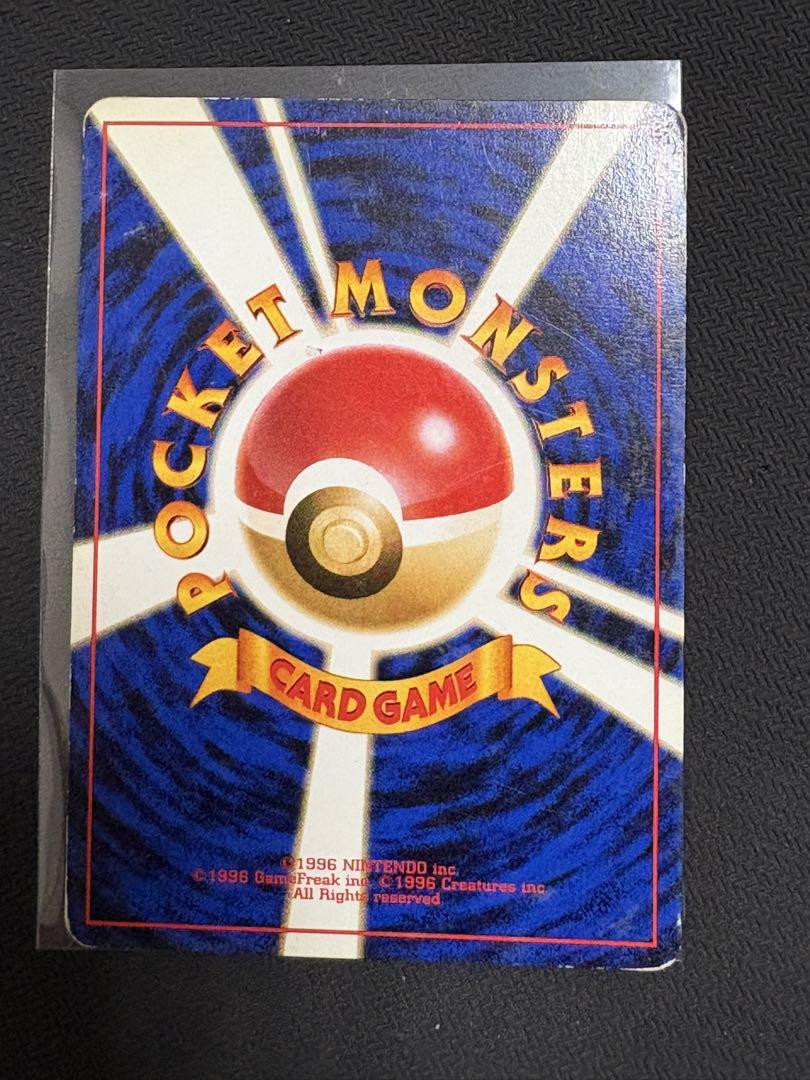 POCKET MONSTERS
CARD GAME
©1996 NINTENDO inc.
©1996 GameFreak inc. ©1996 Creatures inc.
All Rights reserved.